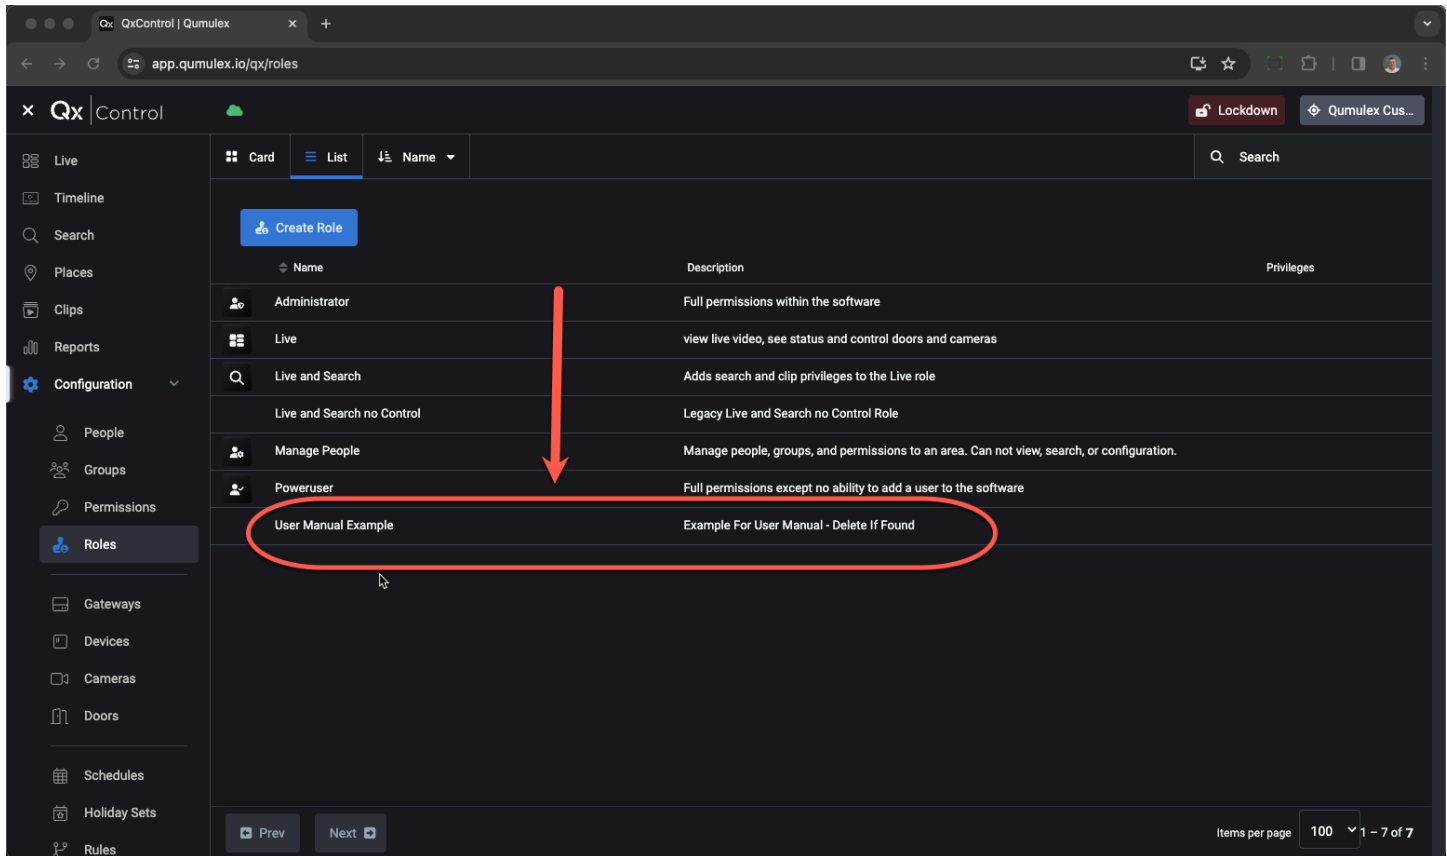 Qx QxControl | Qumulex × +
app.qumulex.io/qx/roles
× Qx Control
Lockdown
Qumulex Cus...
Card
List
Name
Search
Live
Timeline
Search
Places
Clips
Reports
Configuration
People
Groups
Permissions
Roles
Gateways
Devices
Cameras
Doors
Schedules
Holiday Sets
Rules
Create Role
Name Description Privileges
Administrator Full permissions within the software
Live view live video, see status and control doors and cameras
Live and Search Adds search and clip privileges to the Live role
Live and Search no Control Legacy Live and Search no Control Role
Manage People Manage people, groups, and permissions to an area. Can not view, search, or configuration.
Poweruser Full permissions except no ability to add a user to the software
User Manual Example Example For User Manual - Delete If Found
Prev Next Items per page 100 1 – 7 of 7